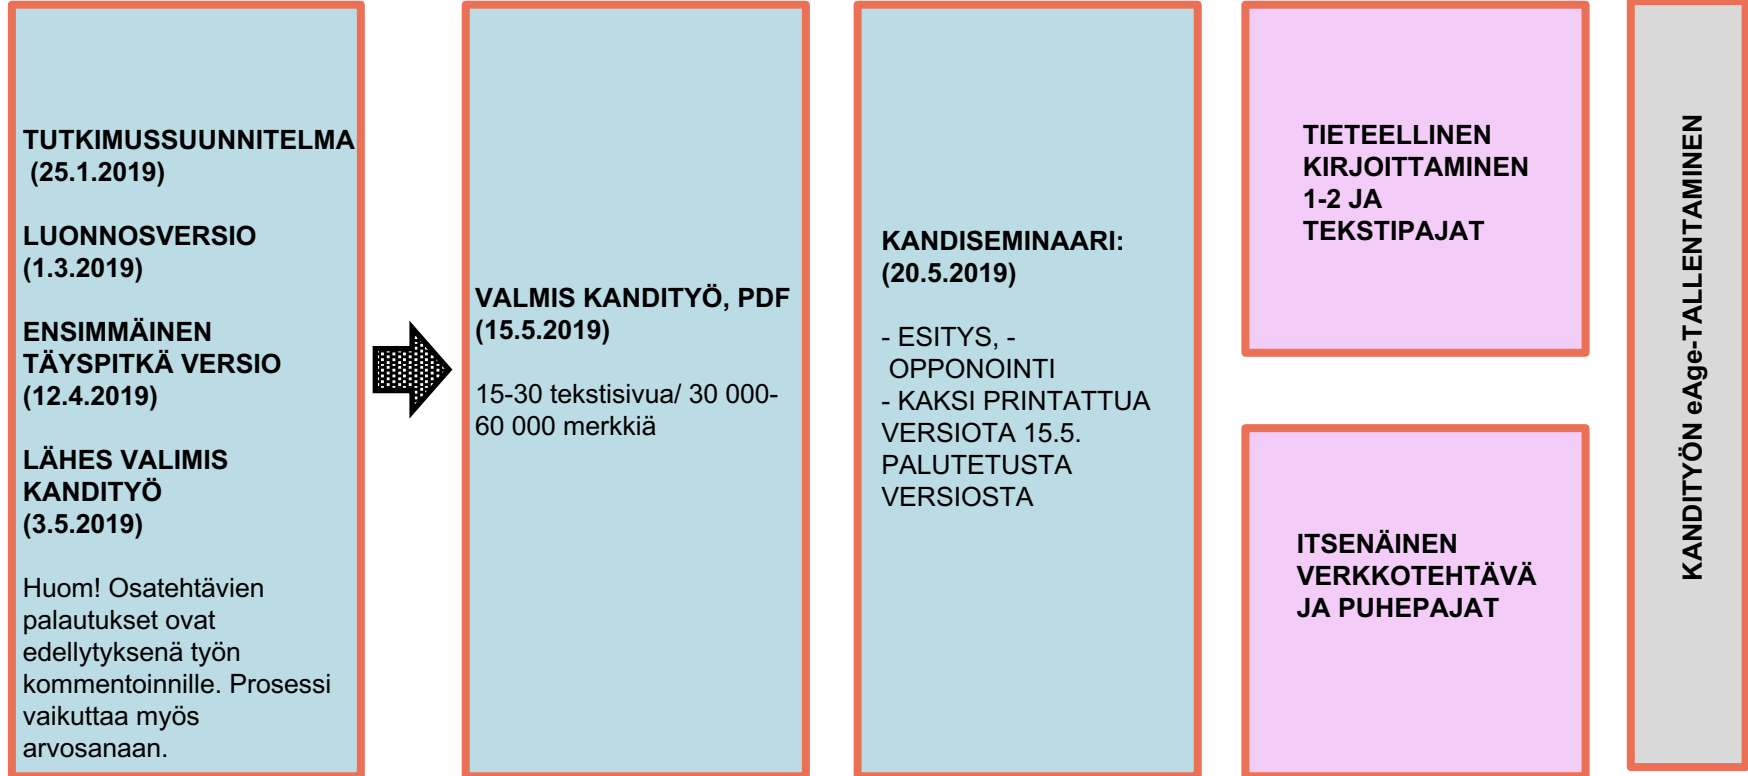 TUTKIMUSSUUNNITELMA
(25.1.2019)
LUONNOSVERSIO
(1.3.2019)
ENSIMMÄINEN
TÄYSPITKÄ VERSIO
(12.4.2019)
LÄHES VALIMIS
KANDITYÖ
(3.5.2019)
Huom! Osatehtävien
palautukset ovat
edellytyksenä työn
kommentoinnille. Prosessi
vaikuttaa myös
arvosanaan.
VALMIS KANDITYÖ, PDF
(15.5.2019)
15-30 tekstisivua/ 30 000-
60 000 merkkiä
KANDISEMINAARI:
(20.5.2019)
- ESITYS, -
OPPONOINTI
- KAKSI PRINTATTUA
VERSIOTA 15.5.
PALUTETUSTA
VERSIOSTA
TIETEELLINEN
KIRJOITTAMINEN
1-2 JA
TEKSTIPAJAT
ITSENÄINEN
VERKKOTEHTÄVÄ
JA PUHEPAJAT
KANDITYÖN eAge-TALLENTAMINEN